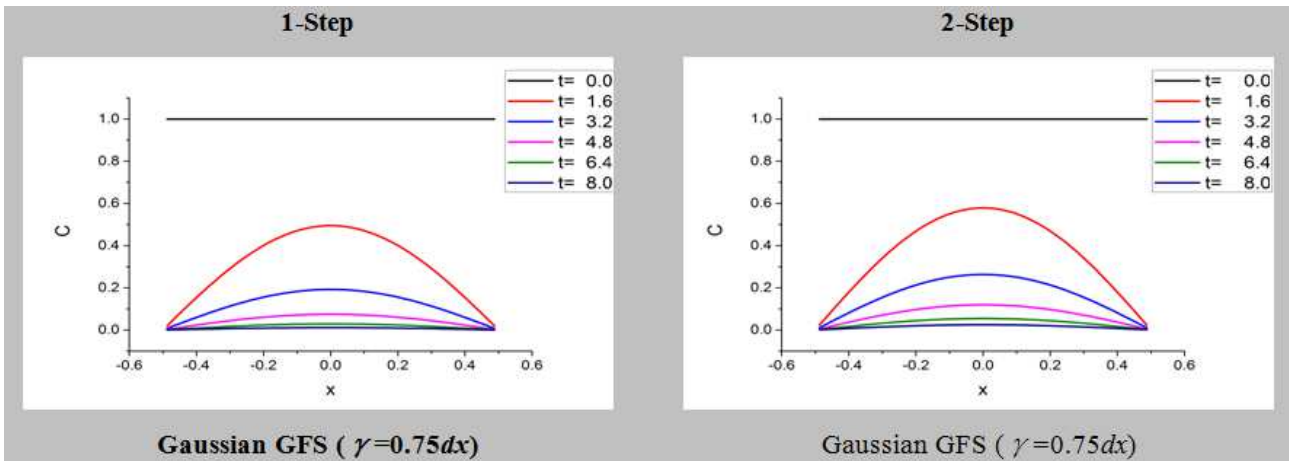 1-Step
2-Step
t= 0.0
t= 1.6
t= 3.2
t= 4.8
t= 6.4
t= 8.0
1.0
0.8
0.6
0.4
0.2
0.0
C
-0.6 -0.4 -0.2 0.0 0.2 0.4 0.6
x
t= 0.0
t= 1.6
t= 3.2
t= 4.8
t= 6.4
t= 8.0
1.0
0.8
0.6
0.4
0.2
0.0
C
-0.6 -0.4 -0.2 0.0 0.2 0.4 0.6
x
Gaussian GFS ( γ=0.75dx)
Gaussian GFS ( γ=0.75dx)